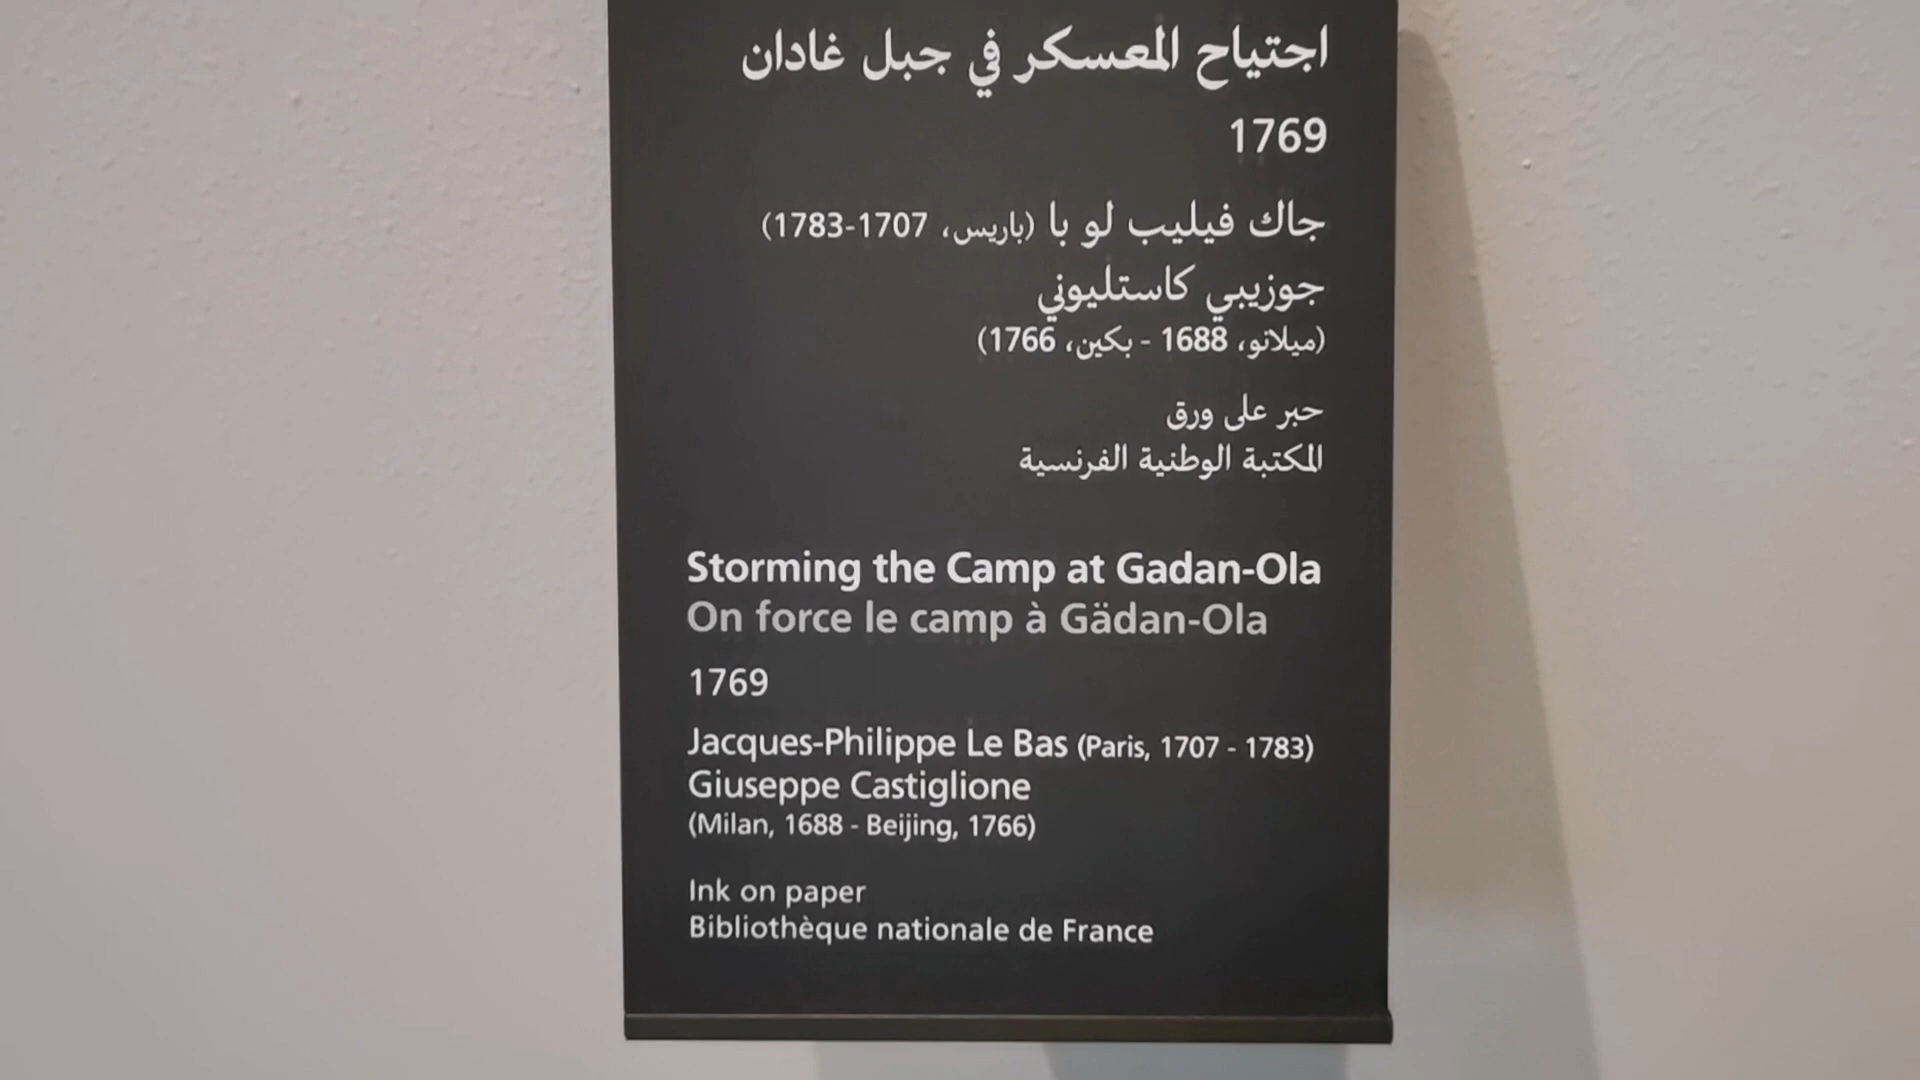 اجتياح المعسكر في جبل غادان
1769
جاك فيليب لو با (باريس، 1707-1783)
جوزيبي كاستليوني
(ميلانو، 1688 - بكين، 1766)
حبر على ورق
المكتبة الوطنية الفرنسية
Storming the Camp at Gadan-Ola
On force le camp à Gädan-Ola
1769
Jacques-Philippe Le Bas (Paris, 1707 - 1783)
Giuseppe Castiglione
(Milan, 1688 - Beijing, 1766)
Ink on paper
Bibliothèque nationale de France